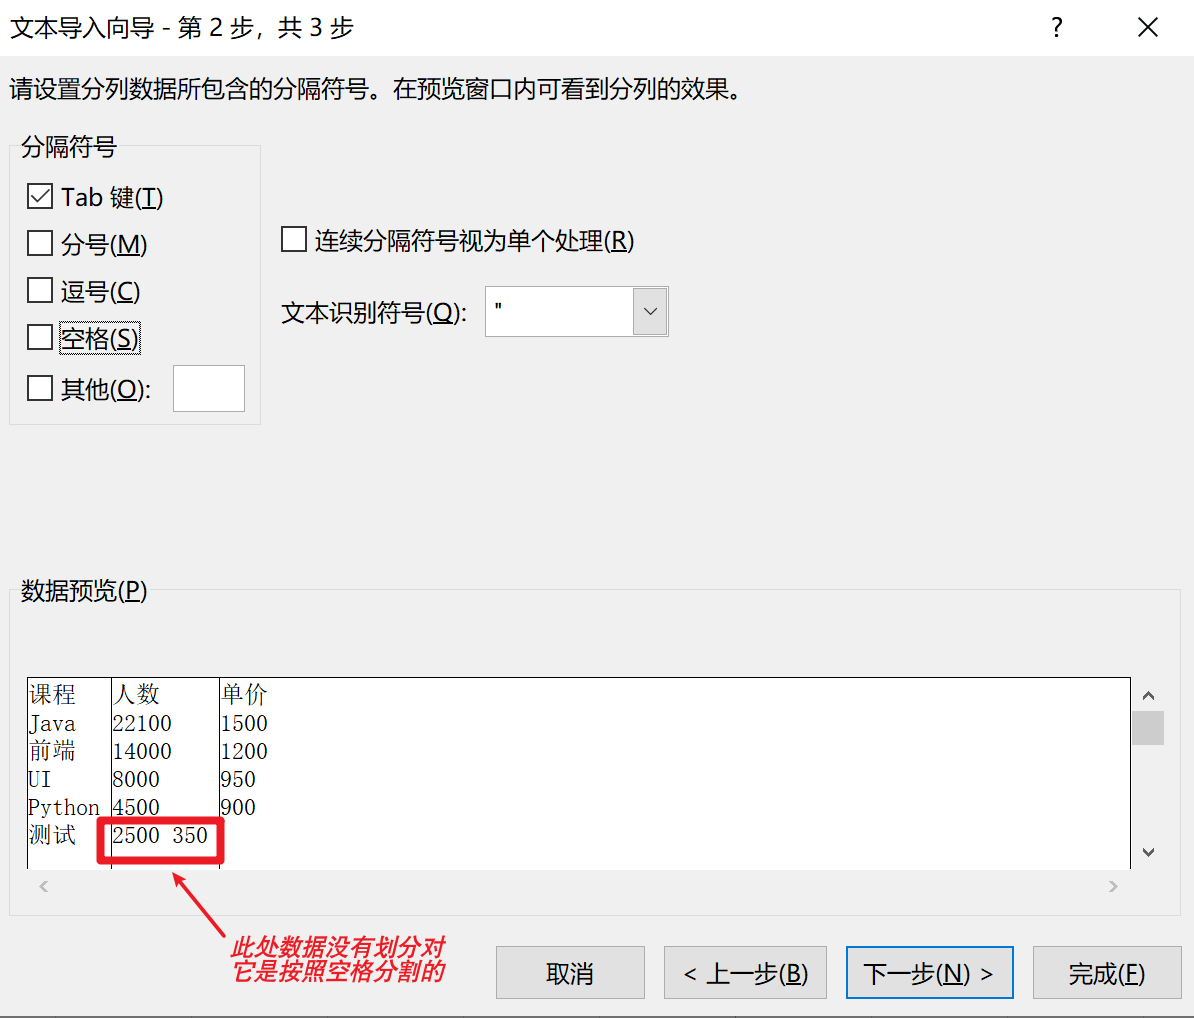 文本导入向导 - 第 2 步，共 3 步
?
请设置分列数据所包含的分隔符号。在预览窗口内可看到分列的效果。
分隔符号
Tab 键(T)
分号(M)
逗号(C)
空格(S)
其他(O):
连续分隔符号视为单个处理(R)
文本识别符号(Q): "
数据预览(P)
课程 人数 单价
Java 22100 1500
前端 14000 1200
UI 8000 950
Python 4500 900
测试 2500 350
此处数据没有划分对
它是按照空格分割的
取消
< 上一步(B)
下一步(N) >
完成(F)